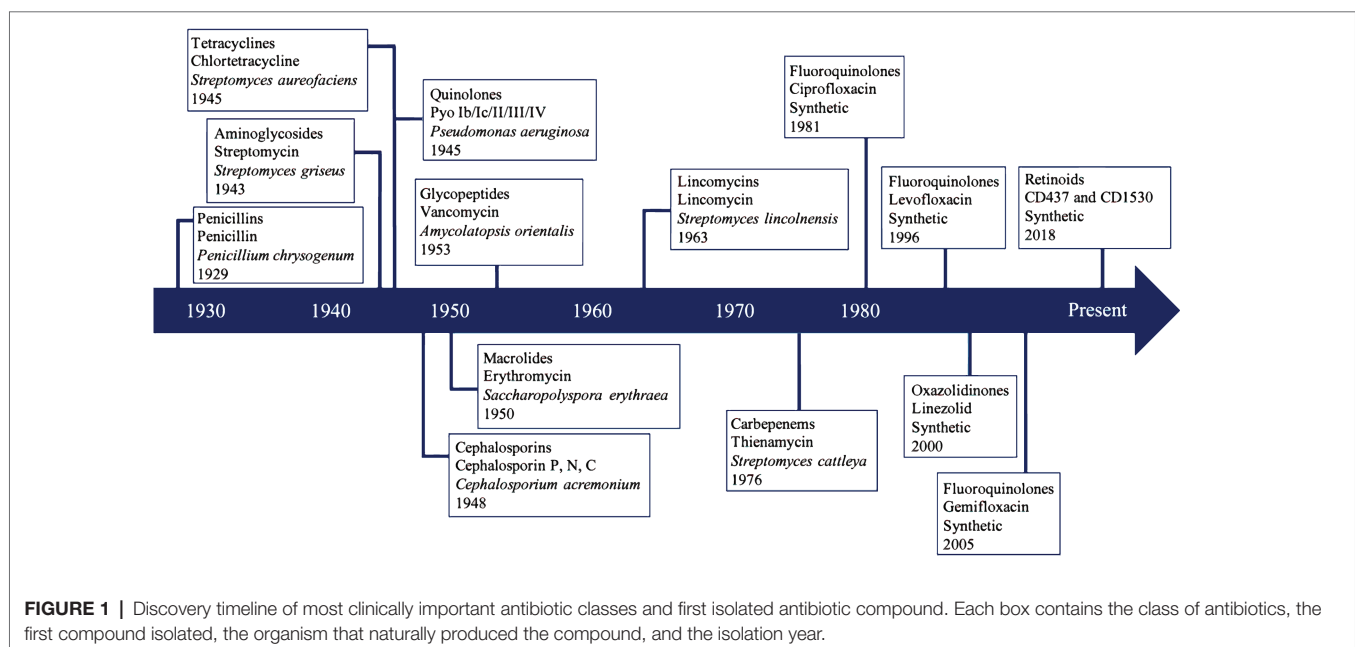 Tetracyclines
Chlortetracycline
Streptomyces aureofaciens
1945
Quinolones
Pyo Ib/Ic/II/III/IV
Pseudomonas aeruginosa
1945
Aminoglycosides
Streptomycin
Streptomyces griseus
1943
Penicillins
Penicillin
Penicillium chrysogenum
1929
Glycopeptides
Vancomycin
Amycolatopsis orientalis
1953
Lincomycins
Lincomycin
Streptomyces lincolnensis
1963
Fluoroquinolones
Ciprofloxacin
Synthetic
1981
Fluoroquinolones
Levofloxacin
Synthetic
1996
Retinoids
CD437 and CD1530
Synthetic
2018
1930 1940 1950 1960 1970 1980 Present
Macrolides
Erythromycin
Saccharopolyspora erythraea
1950
Cephalosporins
Cephalosporin P, N, C
Cephalosporium acremonium
1948
Carbepenems
Thienamycin
Streptomyces cattleya
1976
Oxazolidinones
Linezolid
Synthetic
2000
Fluoroquinolones
Gemifloxacin
Synthetic
2005
FIGURE 1 | Discovery timeline of most clinically important antibiotic classes and first isolated antibiotic compound. Each box contains the class of antibiotics, the
first compound isolated, the organism that naturally produced the compound, and the isolation year.